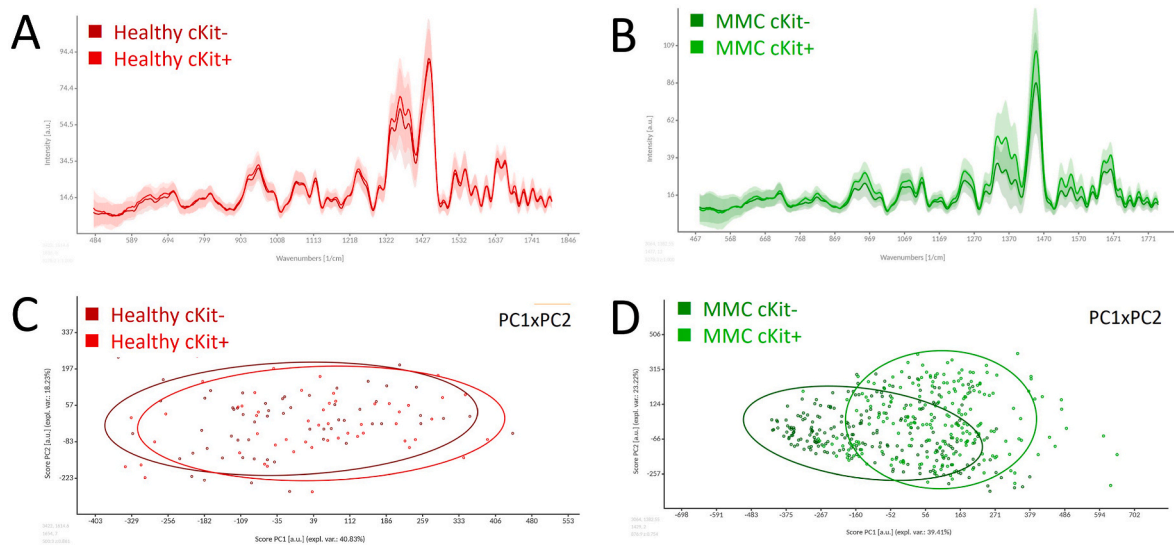 A
Healthy cKit-
Healthy cKit+
94.4
74.4
54.5
34.5
14.6
Intensity [a.u.]
484 589 694 799 903 1008 1113 1218 1322 1427 1532 1637 1741 1846
Wavenumbers [1/cm]
B
MMC cKit-
MMC cKit+
109
86
62
39
16
Intensity [a.u.]
467 568 668 768 869 969 1069 1169 1270 1370 1470 1570 1671 1771
Wavenumbers [1/cm]
C
Healthy cKit-
Healthy cKit+
PC1xPC2
337
197
57
-83
-223
Score PC2 [a.u.] (expl. var.: 18.23%)
-403 -329 -256 -182 -109 -35 39 112 186 259 333 406 480 553
Score PC1 [a.u.] (expl. var.: 40.83%)
D
MMC cKit-
MMC cKit+
PC1xPC2
506
315
124
-66
-257
Score PC2 [a.u.] (expl. var.: 23.22%)
-698 -591 -483 -375 -267 -160 -52 56 163 271 379 486 594 702
Score PC1 [a.u.] (expl. var.: 39.41%)